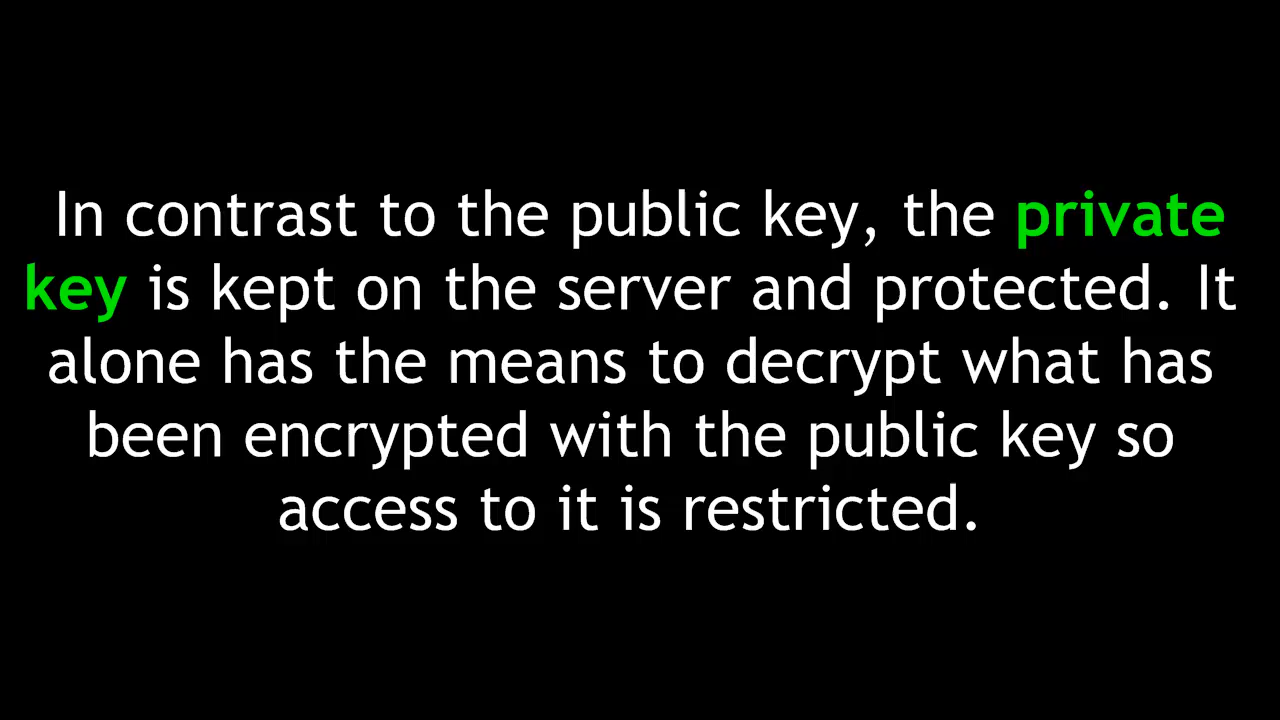 In contrast to the public key, the private
key is kept on the server and protected. It
alone has the means to decrypt what has
been encrypted with the public key so
access to it is restricted.